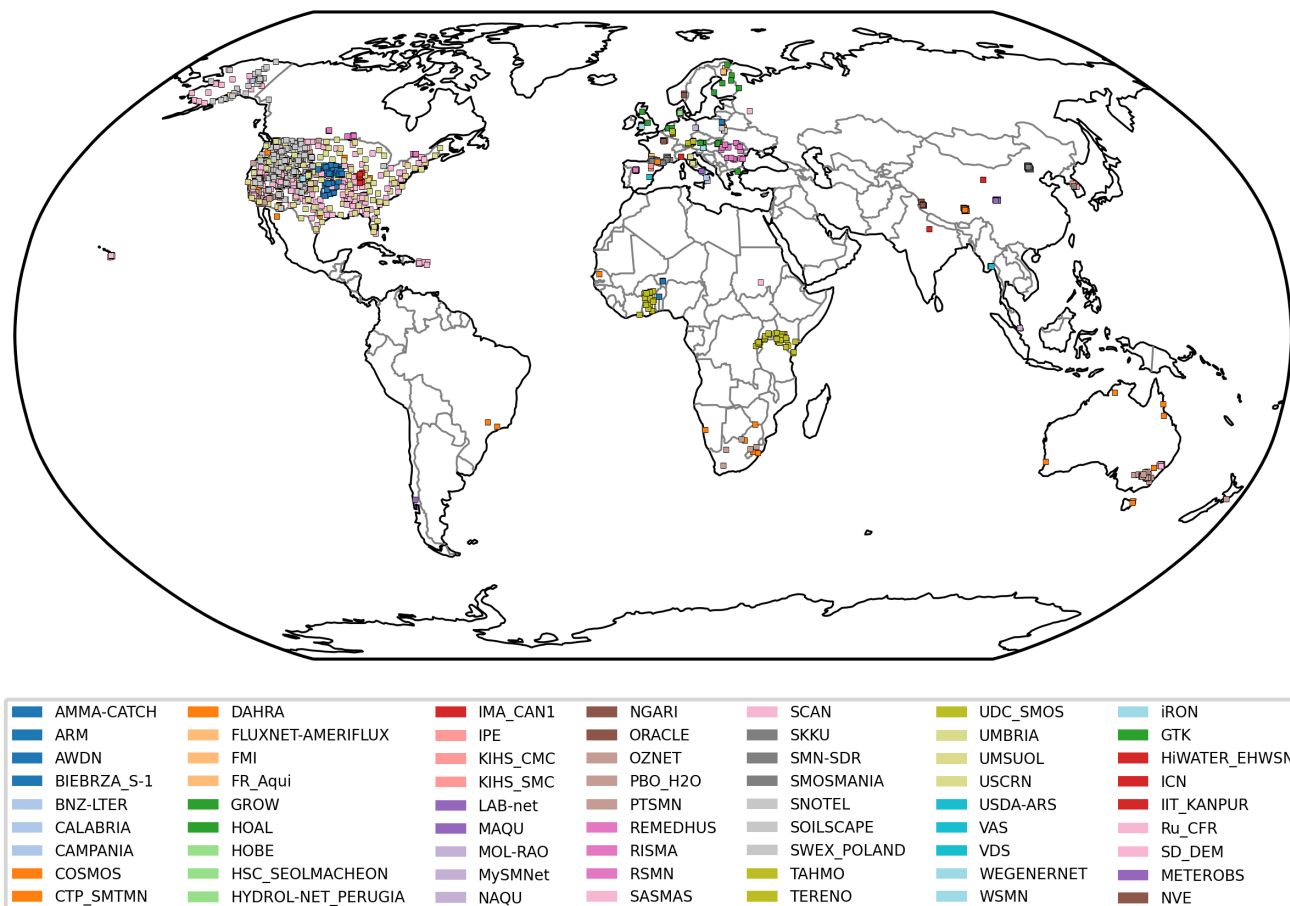 AMMA-CATCH
ARM
AWDN
BIEBRZA_S-1
BNZ-LTER
CALABRIA
CAMPANIA
COSMOS
CTP_SMTMN
DAHRA
FLUXNET-AMERIFLUX
FMI
FR_Aqui
GROW
HOAL
HOBE
HSC_SEOLMACHEON
HYDROL-NET_PERUGIA
IMA_CAN1
IPE
KIHS_CMC
KIHS_SMC
LAB-net
MAQU
MOL-RAO
MySMNet
NAQU
NGARI
ORACLE
OZNET
PBO_H2O
PTSMN
REMEDHUS
RISMA
RSMN
SASMAS
SCAN
SKKU
SMN-SDR
SMOSMANIA
SNOTEL
SOILSCAPE
SWEX_POLAND
TAHMO
TERENO
UDC_SMOS
UMBRIA
UMSUOL
USCRN
USDA-ARS
VAS
VDS
WEGENERNET
WSMN
iRON
GTK
HiWATER_EHWSN
ICN
IIT_KANPUR
Ru_CFR
SD_DEM
METEROBS
NVE